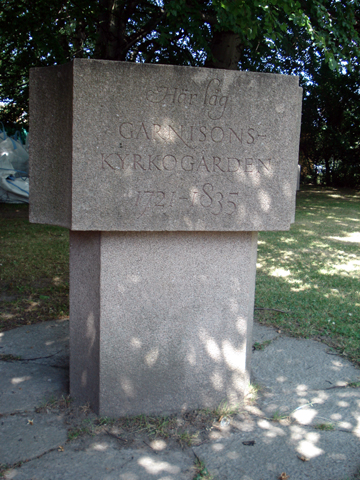 Här låg
GARNISONS-
KYRKOGÅRDEN
1721-1835